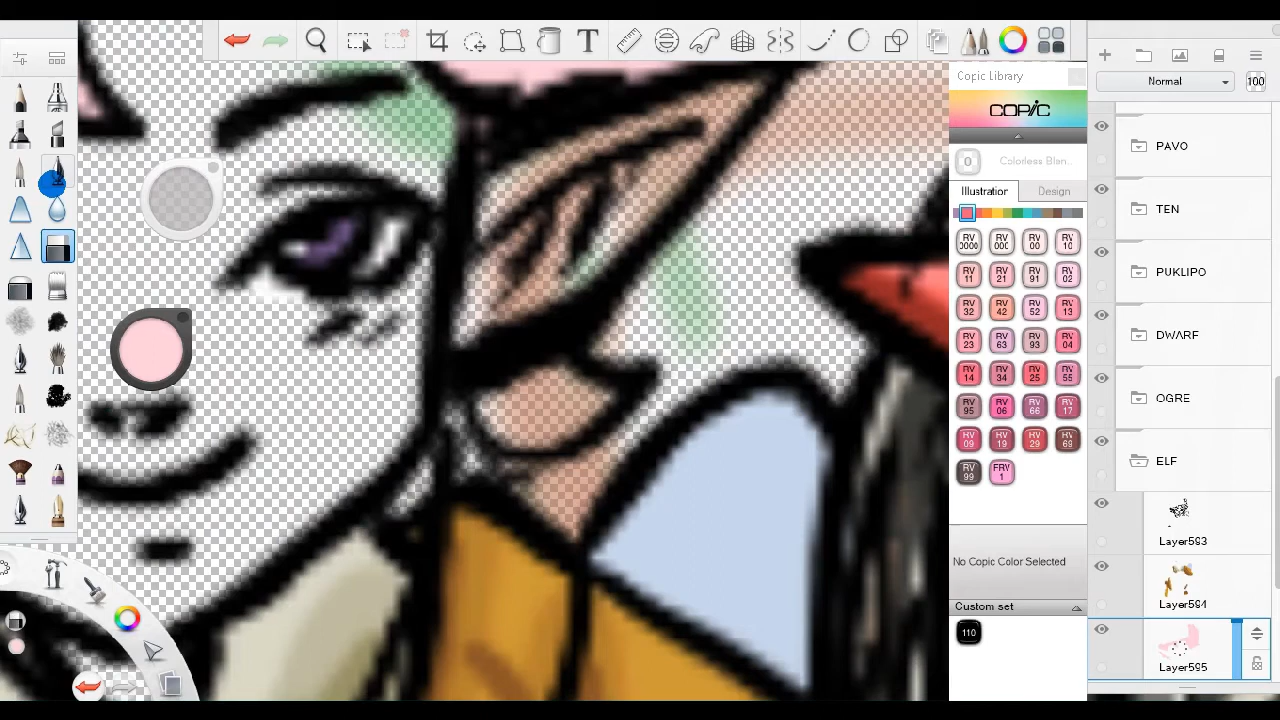 T
Copic Library
COPIC
0 Colorless Blen...
Illustration Design
RV 0000 RV 000 RV 00 RV 10
RV 11 RV 21 RV 91 RV 02
RV 32 RV 42 RV 52 RV 13
RV 23 RV 63 RV 93 RV 04
RV 14 RV 34 RV 25 RV 55
RV 95 RV 06 RV 66 RV 17
RV 09 RV 19 RV 29 RV 69
RV 99 FRV 1
No Copic Color Selected
Custom set
110
Normal 100
PAVO
TEN
PUKLIPO
DWARF
OGRE
ELF
Layer593
Layer594
Layer595